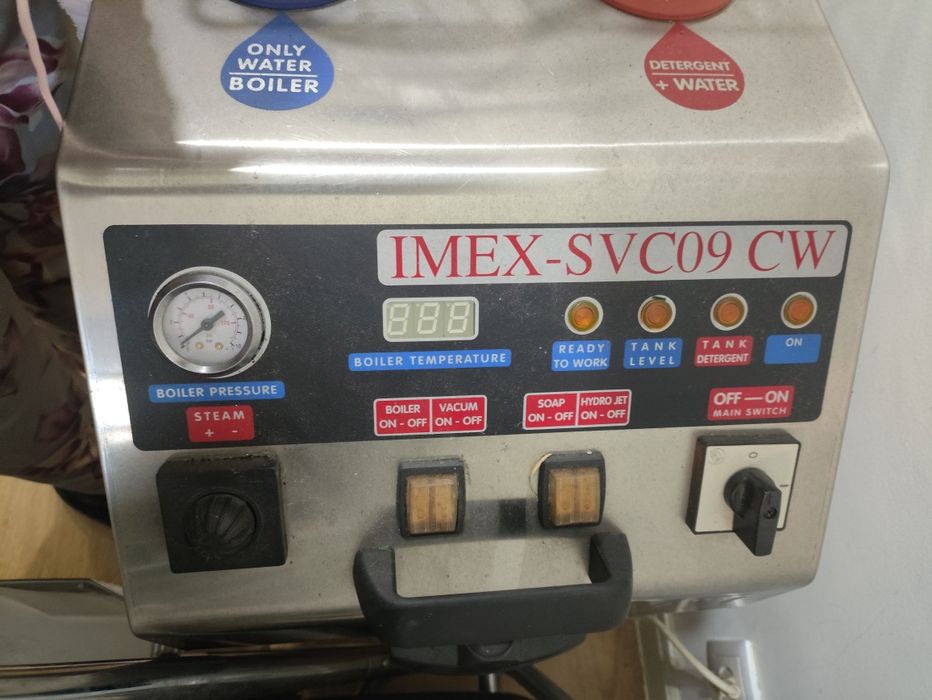 ONLY
WATER
BOILER
DETERGENT
+ WATER
IMEX-SVC09 CW
BOILER PRESSURE
BOILER TEMPERATURE
READY
TO WORK
TANK
LEVEL
TANK
DETERGENT
ON
STEAM
+ -
BOILER
ON - OFF
VACUM
ON - OFF
SOAP
ON - OFF
HYDRO JET
ON - OFF
OFF — ON
MAIN SWITCH